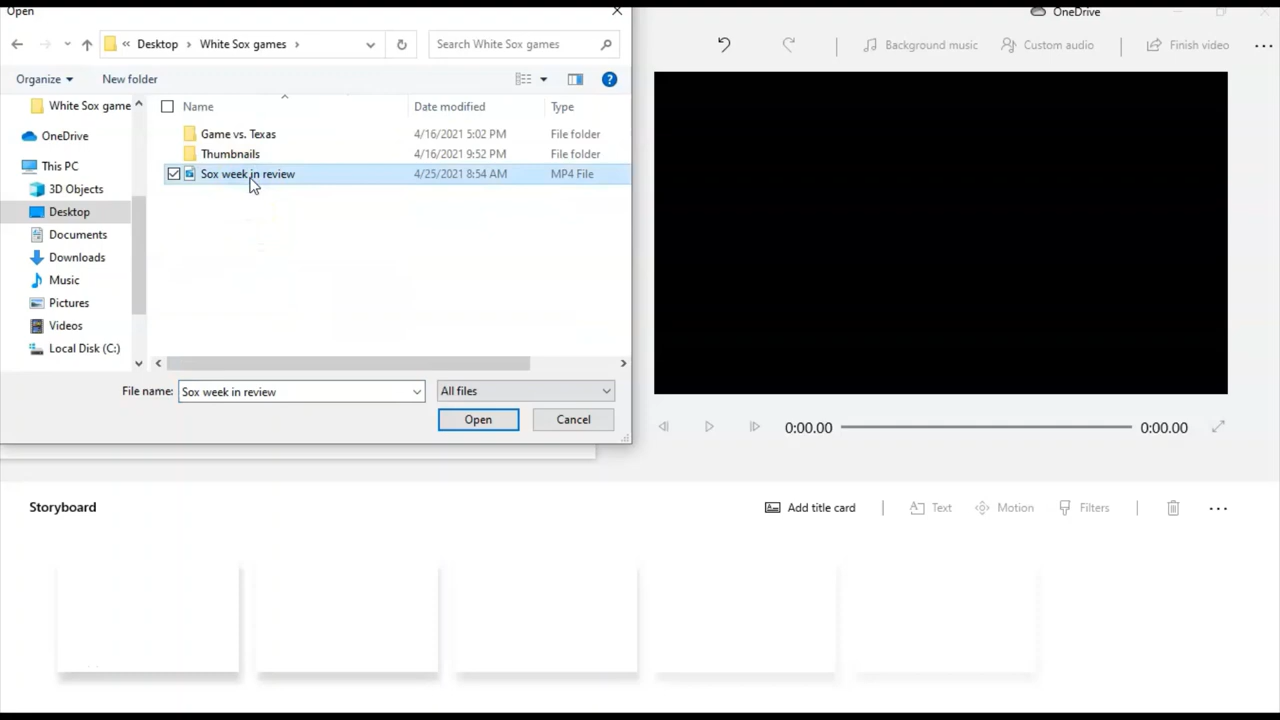 Open
OneDrive
« Desktop > White Sox games >
Search White Sox games
Background music
Custom audio
Finish video
Organize
New folder
White Sox game
Name
Date modified
Type
OneDrive
Game vs. Texas 4/16/2021 5:02 PM File folder
Thumbnails 4/16/2021 9:52 PM File folder
This PC
Sox week in review 4/25/2021 8:54 AM MP4 File
3D Objects
Desktop
Documents
Downloads
Music
Pictures
Videos
Local Disk (C:)
File name: Sox week in review
All files
Open
Cancel
0:00.00
0:00.00
Storyboard
Add title card
Text
Motion
Filters